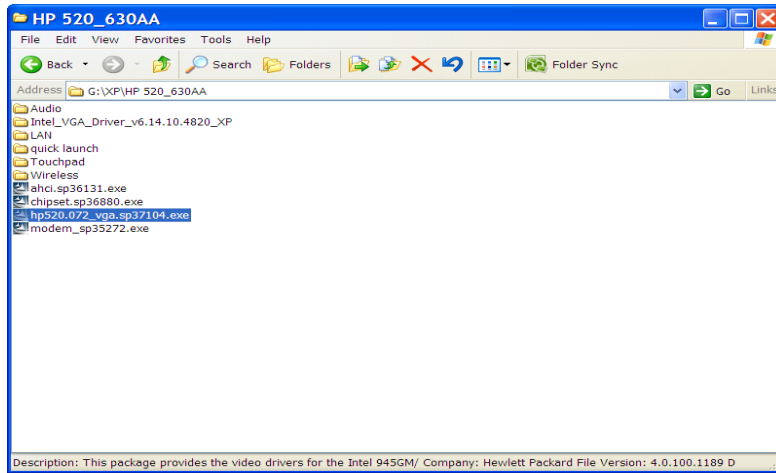 HP 520_630AA
File Edit View Favorites Tools Help
Back Search Folders Folder Sync
Address G:\XP\HP 520_630AA Go Links
Audio
Intel_VGA_Driver_v6.14.10.4820_XP
LAN
quick launch
Touchpad
Wireless
ahci.sp36131.exe
chipset.sp36880.exe
hp520.072_vga.sp37104.exe
modem_sp35272.exe
Description: This package provides the video drivers for the Intel 945GM/ Company: Hewlett Packard File Version: 4.0.100.1189 D